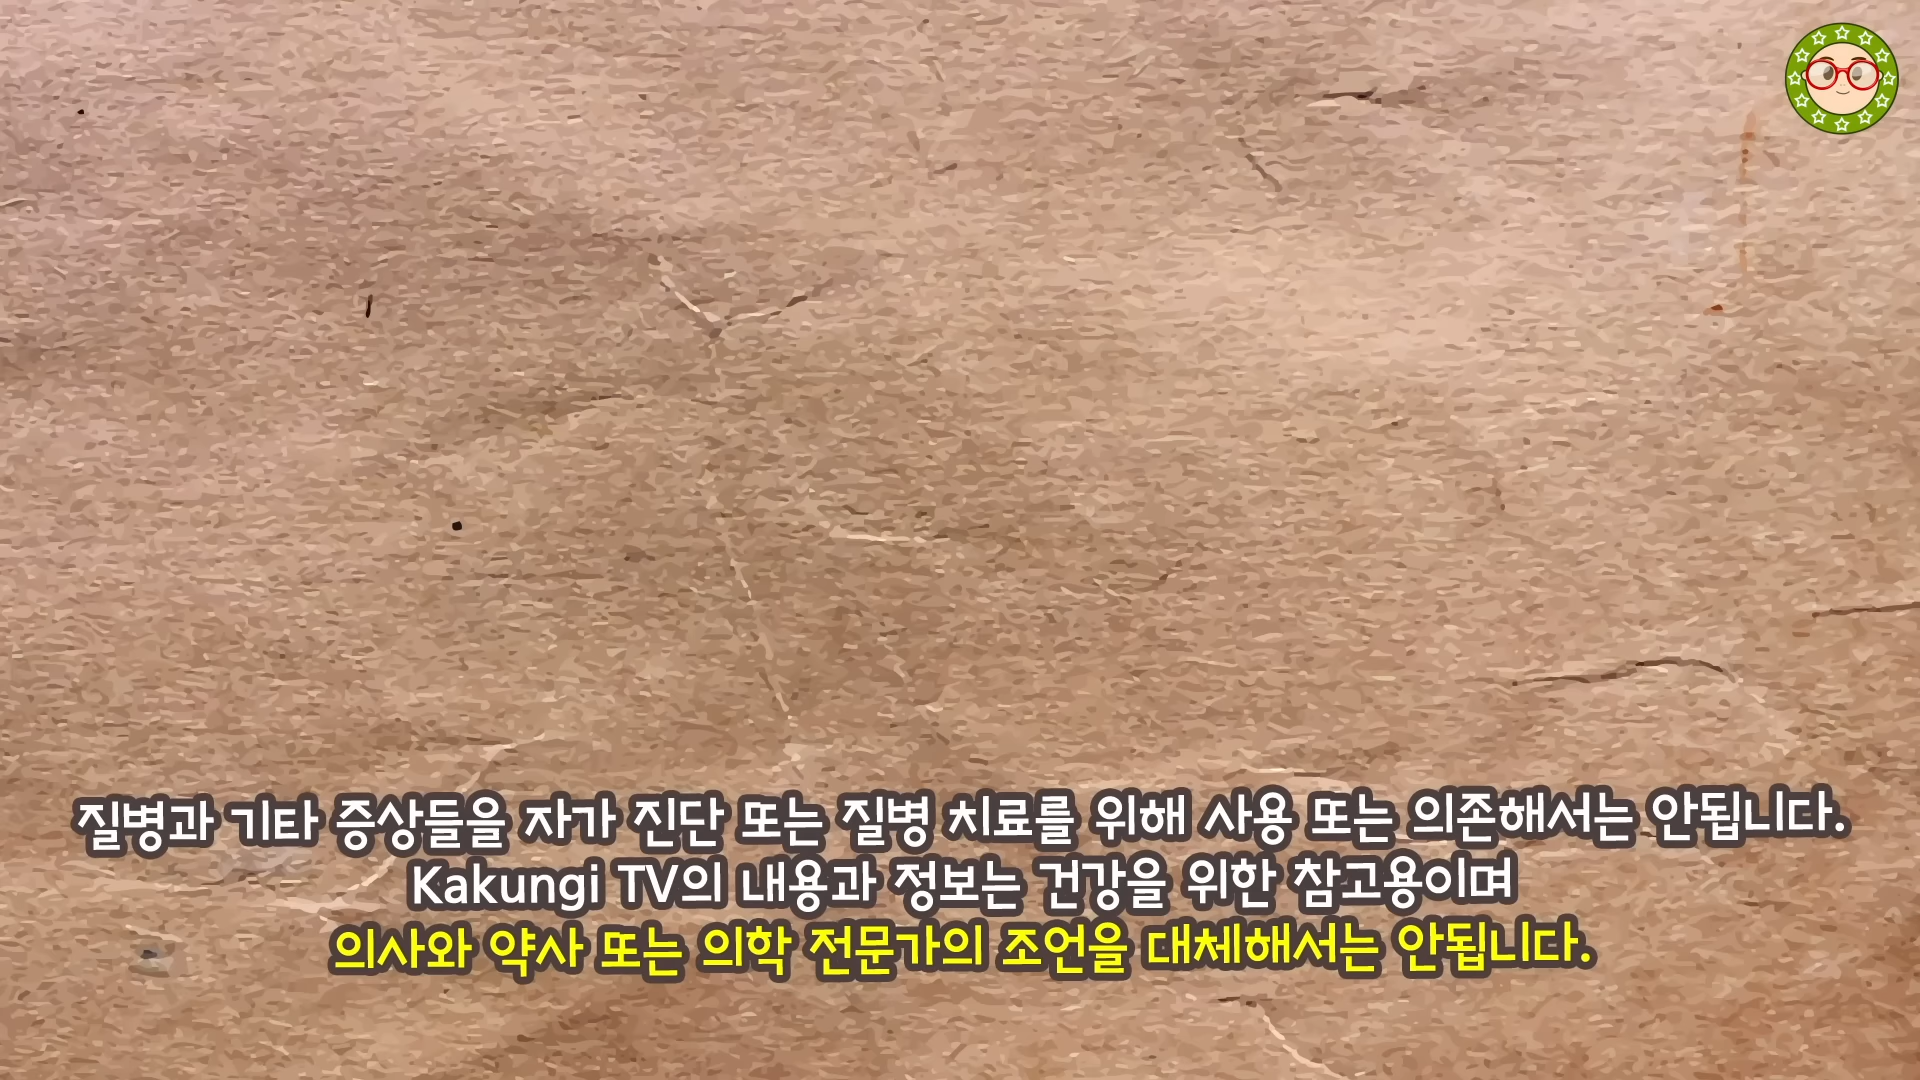 질병과 기타 증상들을 자가 진단 또는 질병 치료를 위해 사용 또는 의존해서는 안됩니다.
Kakungi TV의 내용과 정보는 건강을 위한 참고용이며
의사와 약사 또는 의학 전문가의 조언을 대체해서는 안됩니다.